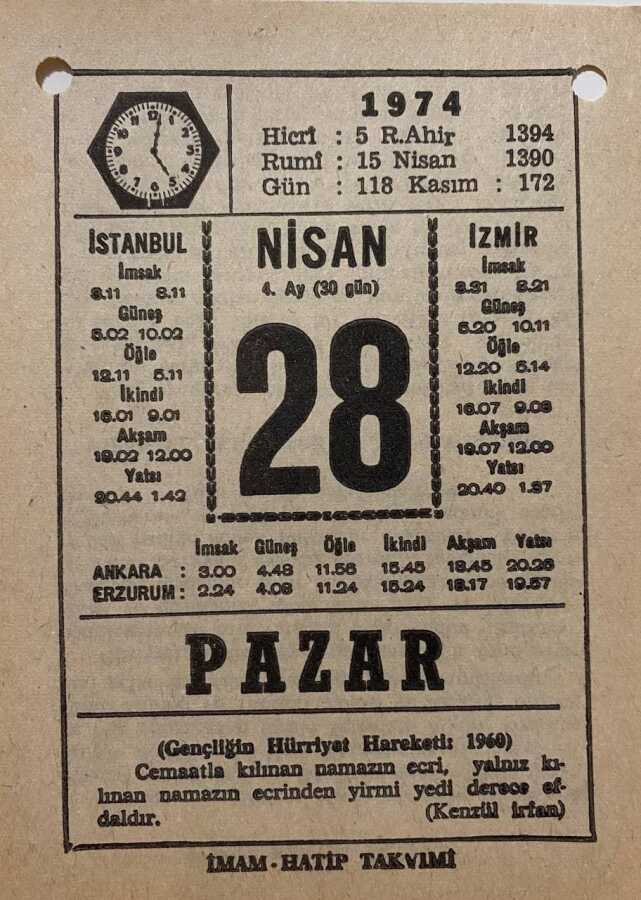 1974
Hicrî : 5 R.Ahir 1394
Rumî : 15 Nisan 1390
Gün : 118 Kasım : 172
İSTANBUL
İmsak
3.11 8.11
Güneş
5.02 10.02
Öğle
12.11 5.11
İkindi
16.01 9.01
Akşam
19.02 12.00
Yatsı
20.44 1.42
NİSAN
4. Ay (30 gün)
28
İZMİR
İmsak
3.31 8.21
Güneş
5.20 10.11
Öğle
12.20 5.14
İkindi
16.07 9.08
Akşam
19.07 12.00
Yatsı
20.40 1.37
İmsak Güneş Öğle İkindi Akşam Yatsı
ANKARA : 3.00 4.48 11.56 15.45 18.45 20.26
ERZURUM : 2.24 4.08 11.24 15.24 18.17 19.57
PAZAR
(Gençliğin Hürriyet Hareketi: 1960)
Cemaatla kılınan namazın ecri, yalnız kı-
lınan namazın ecrinden yirmi yedi derece ef-
daldır. (Kenzül irfan)
İMAM - HATİP TAKVİMİ